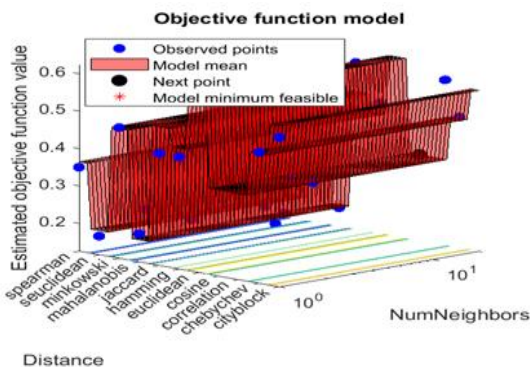 Objective function model
Observed points
Model mean
Next point
Model minimum feasible
Estimated objective function value
0.6
0.5
0.4
0.3
0.2
spearman
seuclidean
minkowski
mahalanobis
jaccard
hamming
euclidean
cosine
correlation
chebychev
cityblock
10⁰
10¹
NumNeighbors
Distance